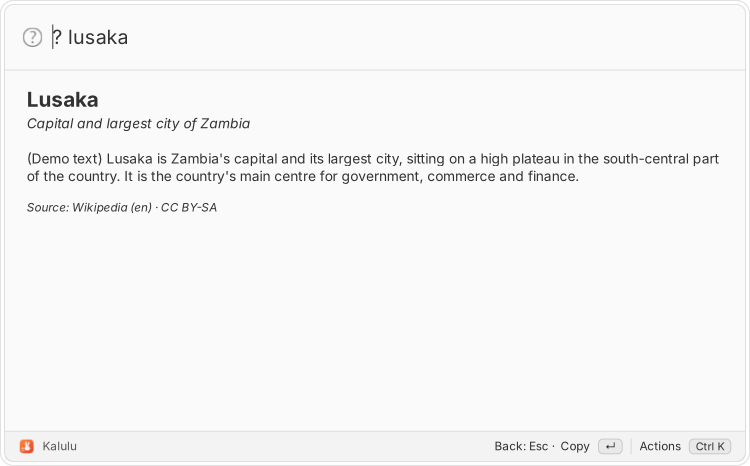 ? lusaka
Lusaka
Capital and largest city of Zambia
(Demo text) Lusaka is Zambia's capital and its largest city, sitting on a high plateau in the south-central part
of the country. It is the country's main centre for government, commerce and finance.
Source: Wikipedia (en) · CC BY-SA
Kalulu Back: Esc · Copy ↵ Actions Ctrl K